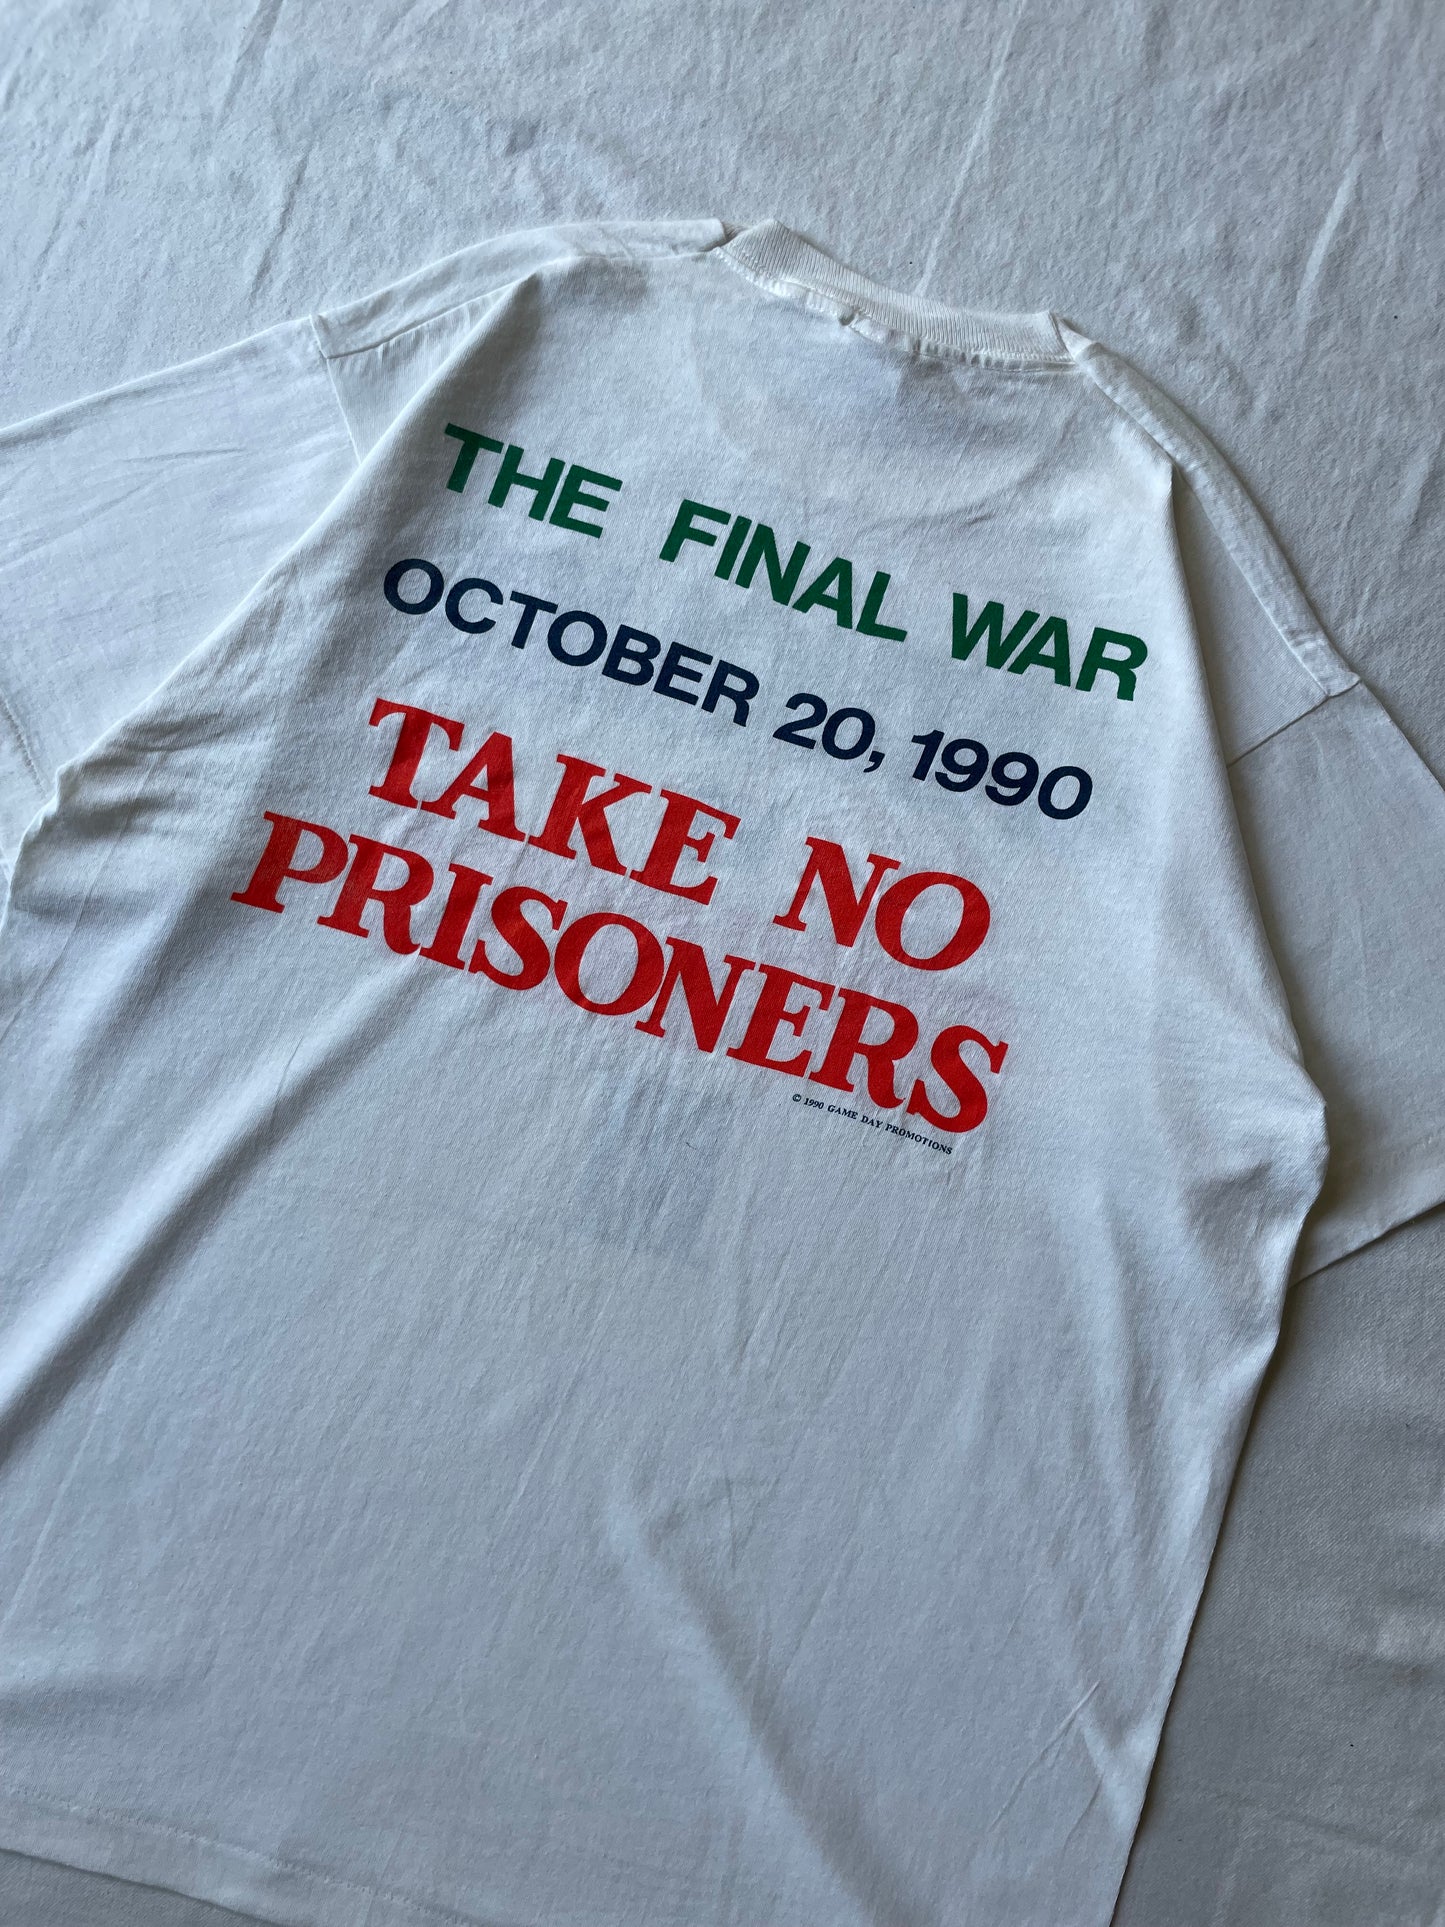 THE FINAL WAR
OCTOBER 20, 1990
TAKE NO
PRISONERS
© 1990 GAME DAY PROMOTIONS